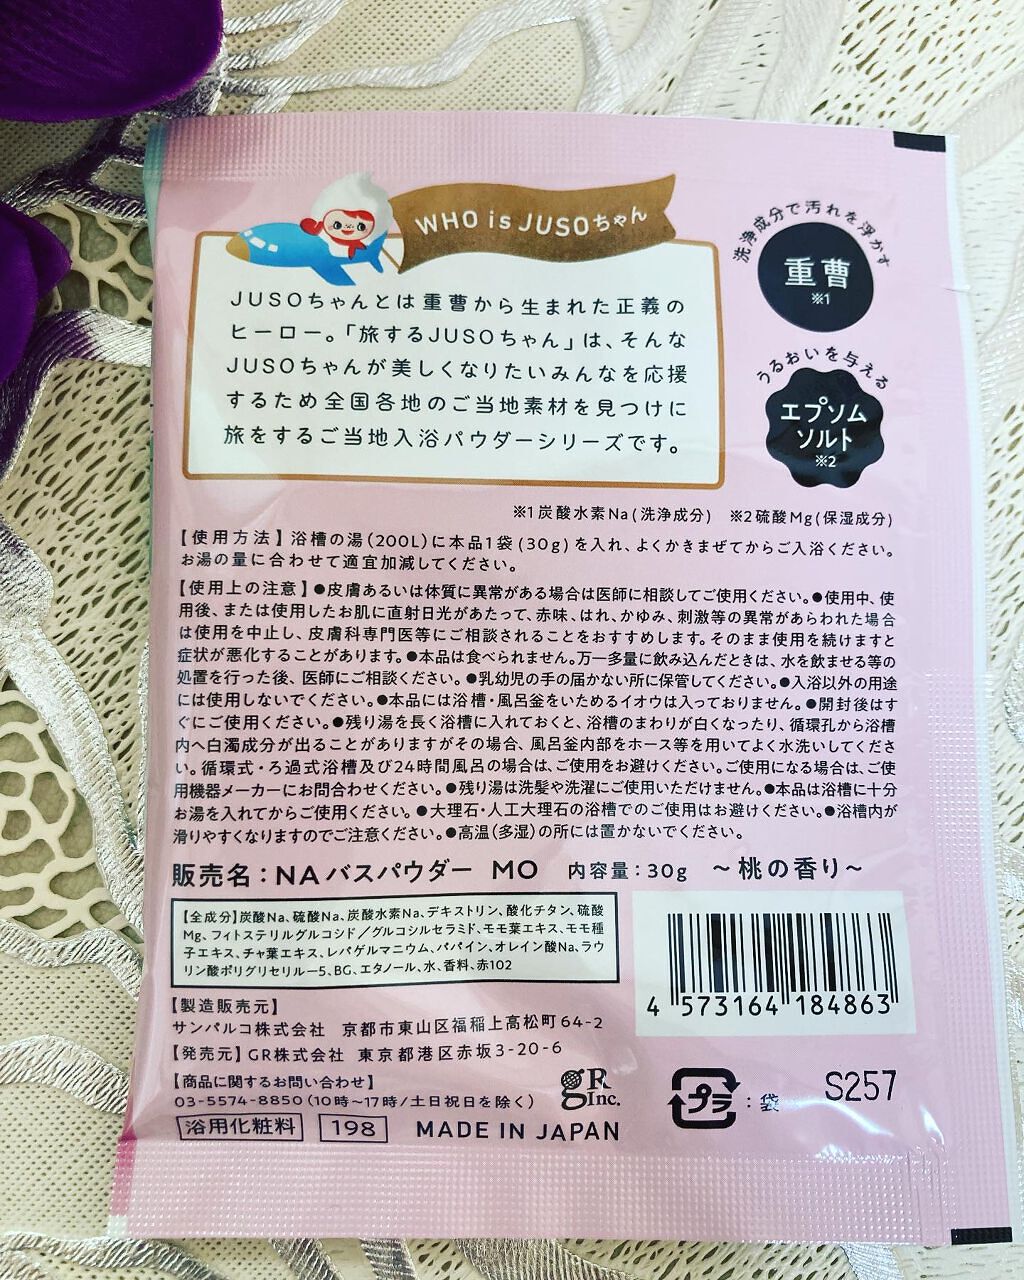 WHO is JUSOちゃん
JUSOちゃんとは重曹から生まれた正義の
ヒーロー。「旅するJUSOちゃん」は、そんな
JUSOちゃんが美しくなりたいみんなを応援
するため全国各地のご当地素材を見つけに
旅をするご当地入浴パウダーシリーズです。
洗浄成分で汚れを浮かす
重曹
※1
うるおいを与える
エプソム
ソルト
※2
※1炭酸水素Na(洗浄成分) ※2硫酸Mg(保湿成分)
【使用方法】浴槽の湯(200L)に本品1袋(30g)を入れ、よくかきまぜてからご入浴ください。
お湯の量に合わせて適宜加減してください。
【使用上の注意】●皮膚あるいは体質に異常がある場合は医師に相談してご使用ください。●使用中、使
用後、または使用したお肌に直射日光があたって、赤味、はれ、かゆみ、刺激等の異常があらわれた場合
は使用を中止し、皮膚科専門医等にご相談されることをおすすめします。そのまま使用を続けますと
症状が悪化することがあります。●本品は食べられません。万一多量に飲み込んだときは、水を飲ませる等の
処置を行った後、医師にご相談ください。●乳幼児の手の届かない所に保管してください。●入浴以外の用途
には使用しないでください。●本品には浴槽・風呂釜をいためるイオウは入っておりません。●開封後はす
ぐにご使用ください。●残り湯を長く浴槽に入れておくと、浴槽のまわりが白くなったり、循環孔から浴槽
内へ白濁成分が出ることがありますがその場合、風呂釜内部をホース等を用いてよく水洗いしてくださ
い。循環式・ろ過式浴槽及び24時間風呂の場合は、ご使用をお避けください。ご使用になる場合は、ご使
用機器メーカーにお問合わせください。●残り湯は洗髪や洗濯にご使用いただけません。●本品は浴槽に十分
お湯を入れてからご使用ください。●大理石・人工大理石の浴槽でのご使用はお避けください。●浴槽内が
滑りやすくなりますのでご注意ください。●高温(多湿)の所には置かないでください。
販売名：NAバスパウダー MO 内容量：30g ～桃の香り～
【全成分】炭酸Na、硫酸Na、炭酸水素Na、デキストリン、酸化チタン、硫酸
Mg、フィトステリルグルコシド／グルコシルセラミド、モモ葉エキス、モモ種
子エキス、チャ葉エキス、レパゲルマニウム、パパイン、オレイン酸Na、ラウ
リン酸ポリグリセリル－5、BG、エタノール、水、香料、赤102
4 573164 184863
【製造販売元】
サンパルコ株式会社 京都市東山区福稲上高松町64-2
【発売元】GR株式会社 東京都港区赤坂3-20-6
【商品に関するお問い合わせ】
03-5574-8850(10時～17時/土日祝日を除く)
gR Inc.
プラ：袋
S257
浴用化粧料 198 MADE IN JAPAN